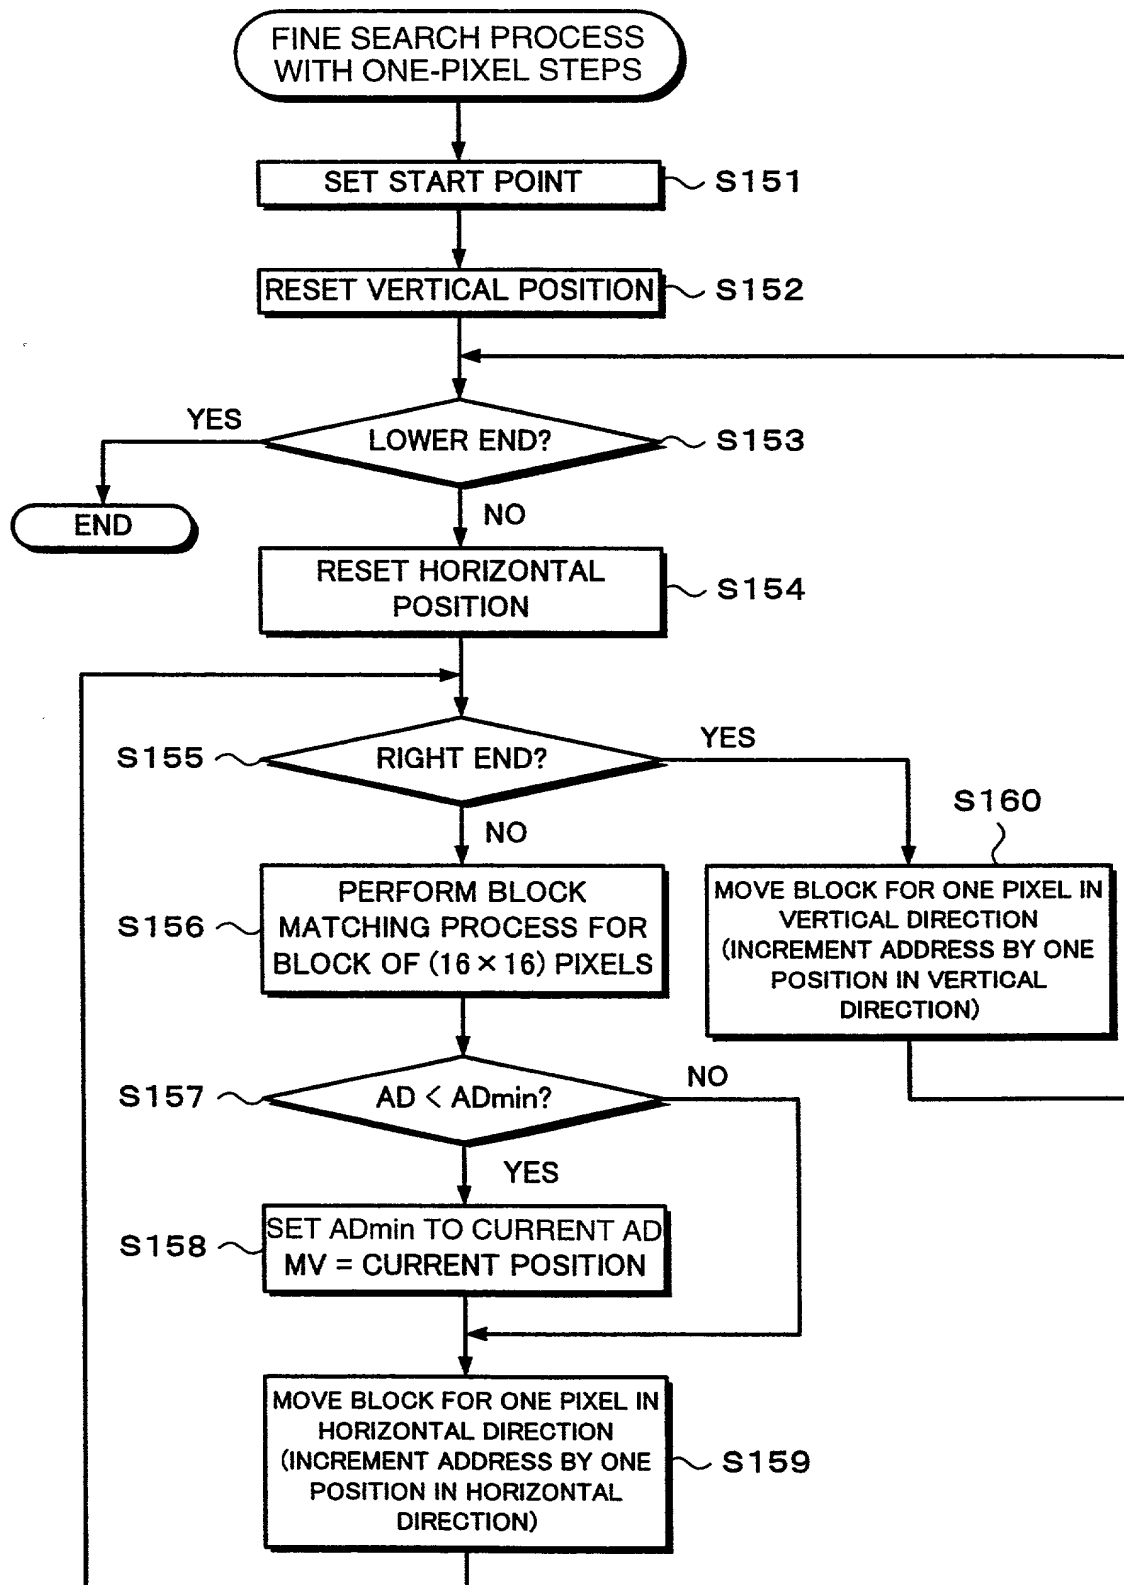 FINE SEARCH PROCESS
WITH ONE-PIXEL STEPS
SET START POINT
S151
RESET VERTICAL POSITION
S152
YES
LOWER END?
S153
END
NO
RESET HORIZONTAL
POSITION
S154
S155
RIGHT END?
YES
NO
S160
S156
PERFORM BLOCK
MATCHING PROCESS FOR
BLOCK OF (16 × 16) PIXELS
MOVE BLOCK FOR ONE PIXEL IN
VERTICAL DIRECTION
(INCREMENT ADDRESS BY ONE
POSITION IN VERTICAL
DIRECTION)
S157
AD < ADmin?
NO
YES
S158
SET ADmin TO CURRENT AD
MV = CURRENT POSITION
MOVE BLOCK FOR ONE PIXEL IN
HORIZONTAL DIRECTION
(INCREMENT ADDRESS BY ONE
POSITION IN HORIZONTAL
DIRECTION)
S159